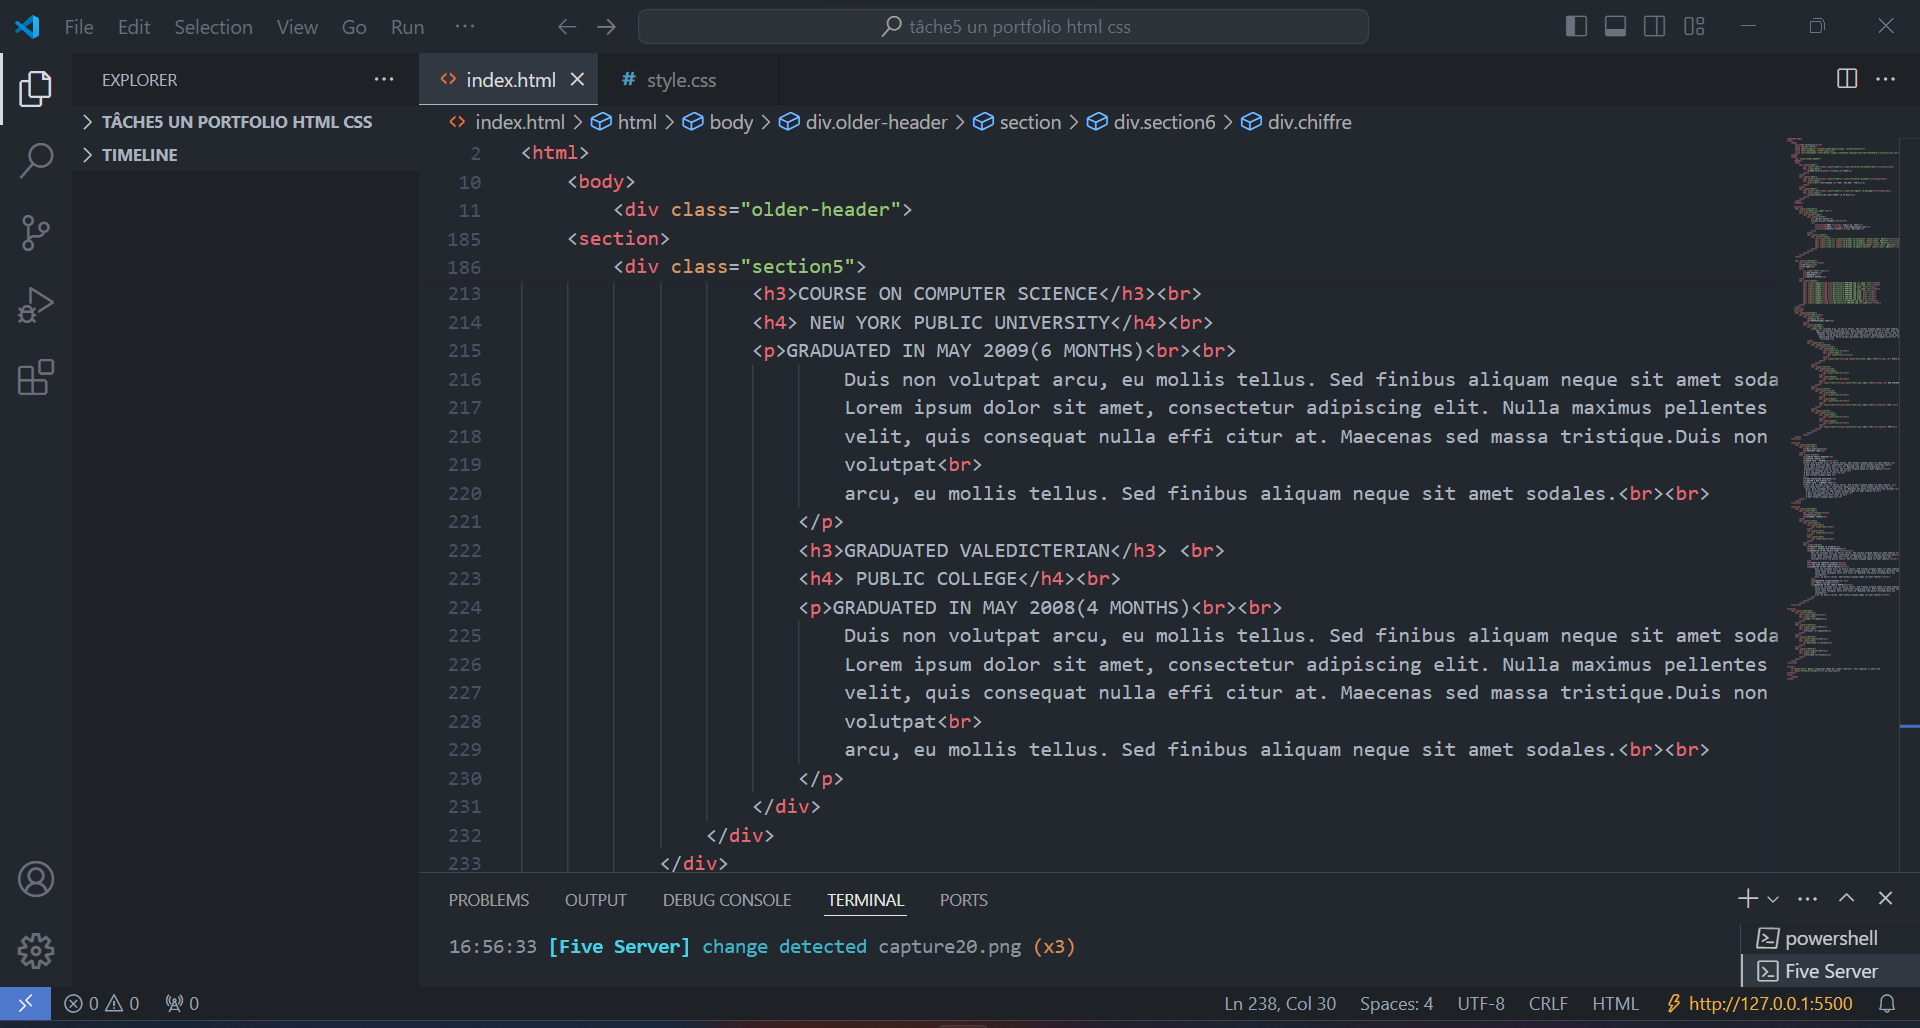 File Edit Selection View Go Run ··· tâche5 un portfolio html css
EXPLORER ···
TÂCHE5 UN PORTFOLIO HTML CSS
TIMELINE
<> index.html × # style.css ···
<> index.html > html > body > div.older-header > section > div.section6 > div.chiffre
2 <html>
10 <body>
11 <div class="older-header">
185 <section>
186 <div class="section5">
213 <h3>COURSE ON COMPUTER SCIENCE</h3><br>
214 <h4> NEW YORK PUBLIC UNIVERSITY</h4><br>
215 <p>GRADUATED IN MAY 2009(6 MONTHS)<br><br>
216 Duis non volutpat arcu, eu mollis tellus. Sed finibus aliquam neque sit amet soda
217 Lorem ipsum dolor sit amet, consectetur adipiscing elit. Nulla maximus pellentes
218 velit, quis consequat nulla effi citur at. Maecenas sed massa tristique.Duis non
219 volutpat<br>
220 arcu, eu mollis tellus. Sed finibus aliquam neque sit amet sodales.<br><br>
221 </p>
222 <h3>GRADUATED VALEDICTERIAN</h3> <br>
223 <h4> PUBLIC COLLEGE</h4><br>
224 <p>GRADUATED IN MAY 2008(4 MONTHS)<br><br>
225 Duis non volutpat arcu, eu mollis tellus. Sed finibus aliquam neque sit amet soda
226 Lorem ipsum dolor sit amet, consectetur adipiscing elit. Nulla maximus pellentes
227 velit, quis consequat nulla effi citur at. Maecenas sed massa tristique.Duis non
228 volutpat<br>
229 arcu, eu mollis tellus. Sed finibus aliquam neque sit amet sodales.<br><br>
230 </p>
231 </div>
232 </div>
233 </div>
PROBLEMS OUTPUT DEBUG CONSOLE TERMINAL PORTS
16:56:33 [Five Server] change detected capture20.png (x3)
powershell
Five Server
0 0 0 Ln 238, Col 30 Spaces: 4 UTF-8 CRLF HTML http://127.0.0.1:5500